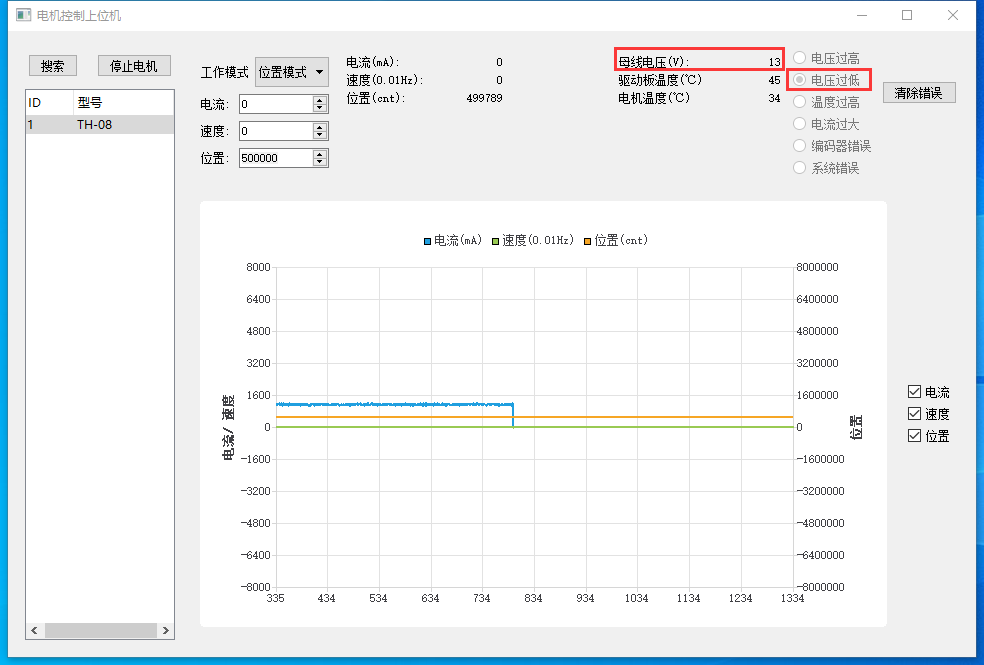 电机控制上位机
搜索
停止电机
ID 型号
1 TH-08
工作模式 位置模式
电流: 0
速度: 0
位置: 500000
电流(mA): 0
速度(0.01Hz): 0
位置(cnt): 499789
母线电压(V): 13
驱动板温度(℃) 45
电机温度(℃) 34
电压过高
电压过低
温度过高
电流过大
编码器错误
系统错误
清除错误
电流(mA) 速度(0.01Hz) 位置(cnt)
8000
6400
4800
3200
1600
0
-1600
-3200
-4800
-6400
-8000
电流/ 速度
8000000
6400000
4800000
3200000
1600000
0
-1600000
-3200000
-4800000
-6400000
-8000000
位置
335 434 534 634 734 834 934 1034 1134 1234 1334
电流
速度
位置